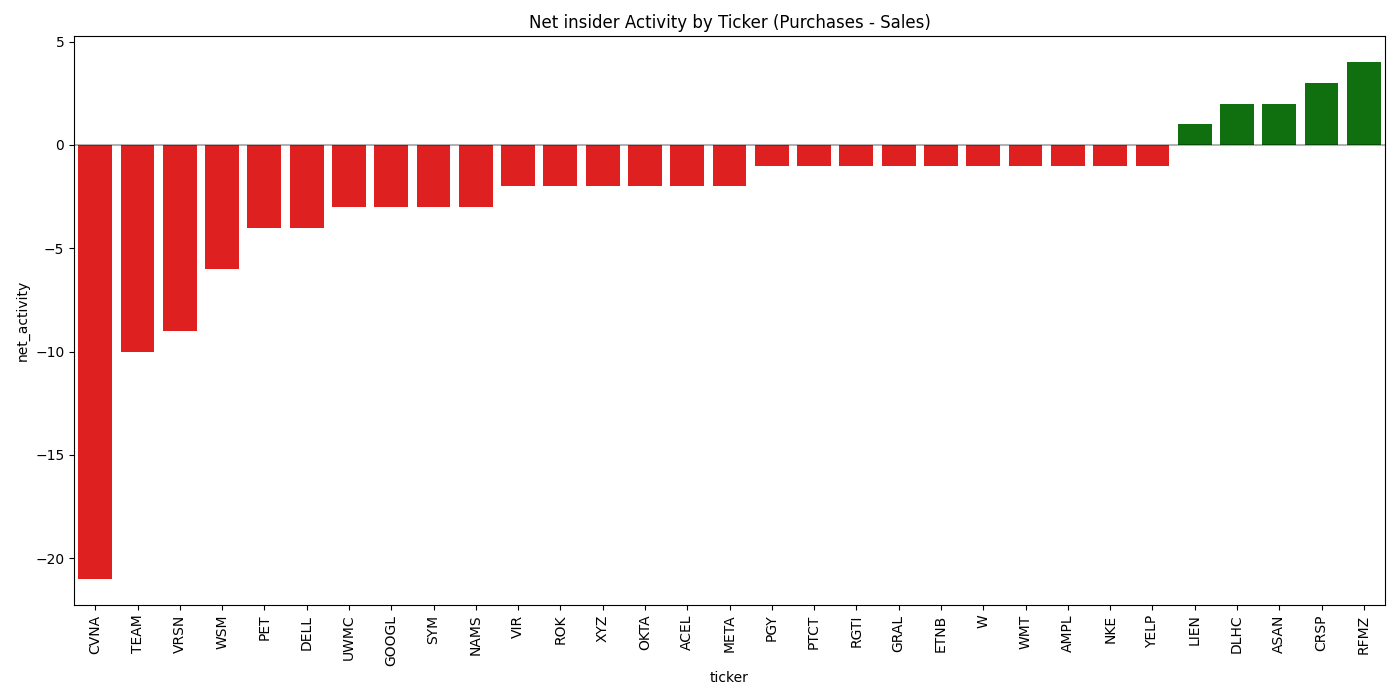 Net insider Activity by Ticker (Purchases - Sales)
net_activity
5
0
−5
−10
−15
−20
CVNA
TEAM
VRSN
WSM
PET
DELL
UWMC
GOOGL
SYM
NAMS
VIR
ROK
XYZ
OKTA
ACEL
META
PGY
PTCT
RGTI
GRAL
ETNB
W
WMT
AMPL
NKE
YELP
LIEN
DLHC
ASAN
CRSP
RFMZ
ticker